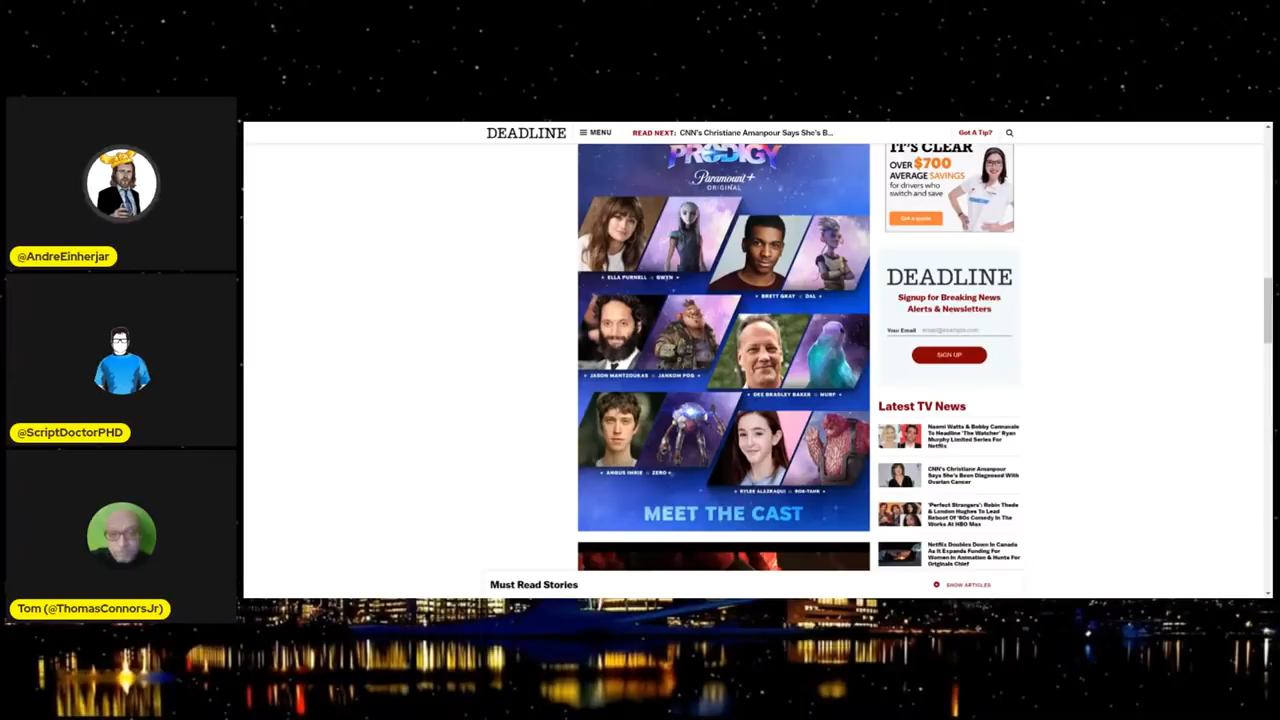 @AndreEinherjar
@ScriptDoctorPHD
Tom (@ThomasConnorsJr)
DEADLINE
MENU
READ NEXT: CNN's Christiane Amanpour Says She's B...
Got A Tip?
PRODIGY
Paramount+
ORIGINAL
ELLA PURNELL GWYN
BRETT GRAY DAL
JASON MANTZOUKAS JANKOM POG
DEE BRADLEY BAKER MURF
ANGUS IMRIE ZERO
RYLEE ALAZRAQUI ROK-TAHK
MEET THE CAST
IT'S CLEAR
OVER $700
AVERAGE SAVINGS
for drivers who
switch and save
Get a quote
DEADLINE
Signup for Breaking News
Alerts & Newsletters
Your Email email@example.com
SIGN UP
Latest TV News
Naomi Watts & Bobby Cannavale
To Headline 'The Watcher' Ryan
Murphy Limited Series For
Netflix
CNN's Christiane Amanpour
Says She's Been Diagnosed With
Ovarian Cancer
'Perfect Strangers': Robin Thede
& London Hughes To Lead
Reboot Of '80s Comedy In The
Works At HBO Max
Netflix Doubles Down In Canada
As It Expands Funding For
Women In Animation & Hunts For
Originals Chief
Must Read Stories
SHOW ARTICLES